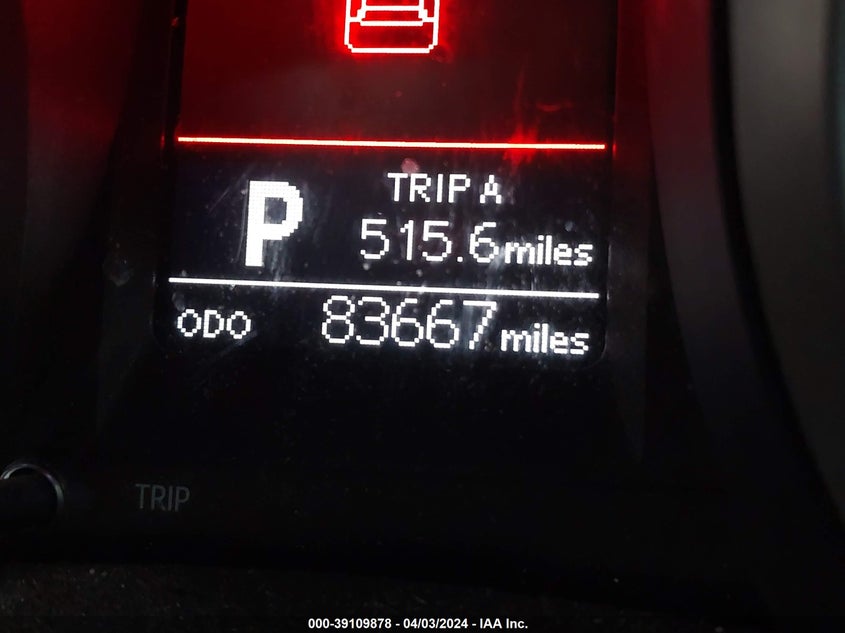 P
TRIP A
515.6 miles
ODO 83667 miles
TRIP
000-39109878 - 04/03/2024 - IAA Inc.